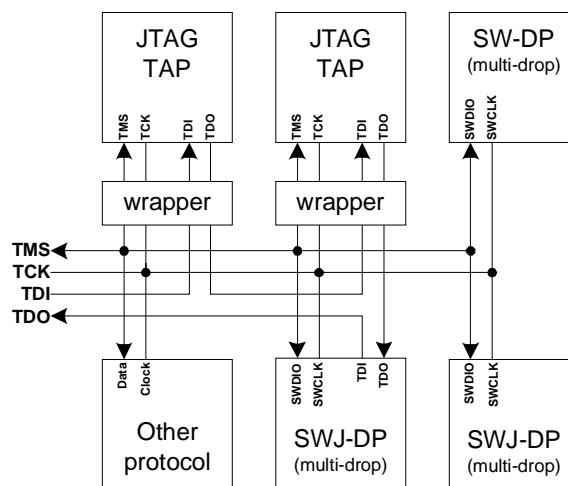 JTAG
TAP
TMS
TCK
TDI
TDO
JTAG
TAP
TMS
TCK
TDI
TDO
SW-DP
(multi-drop)
SWDIO
SWCLK
wrapper
wrapper
TMS
TCK
TDI
TDO
Data
Clock
Other
protocol
SWDIO
SWCLK
TDI
TDO
SWJ-DP
(multi-drop)
SWDIO
SWCLK
SWJ-DP
(multi-drop)